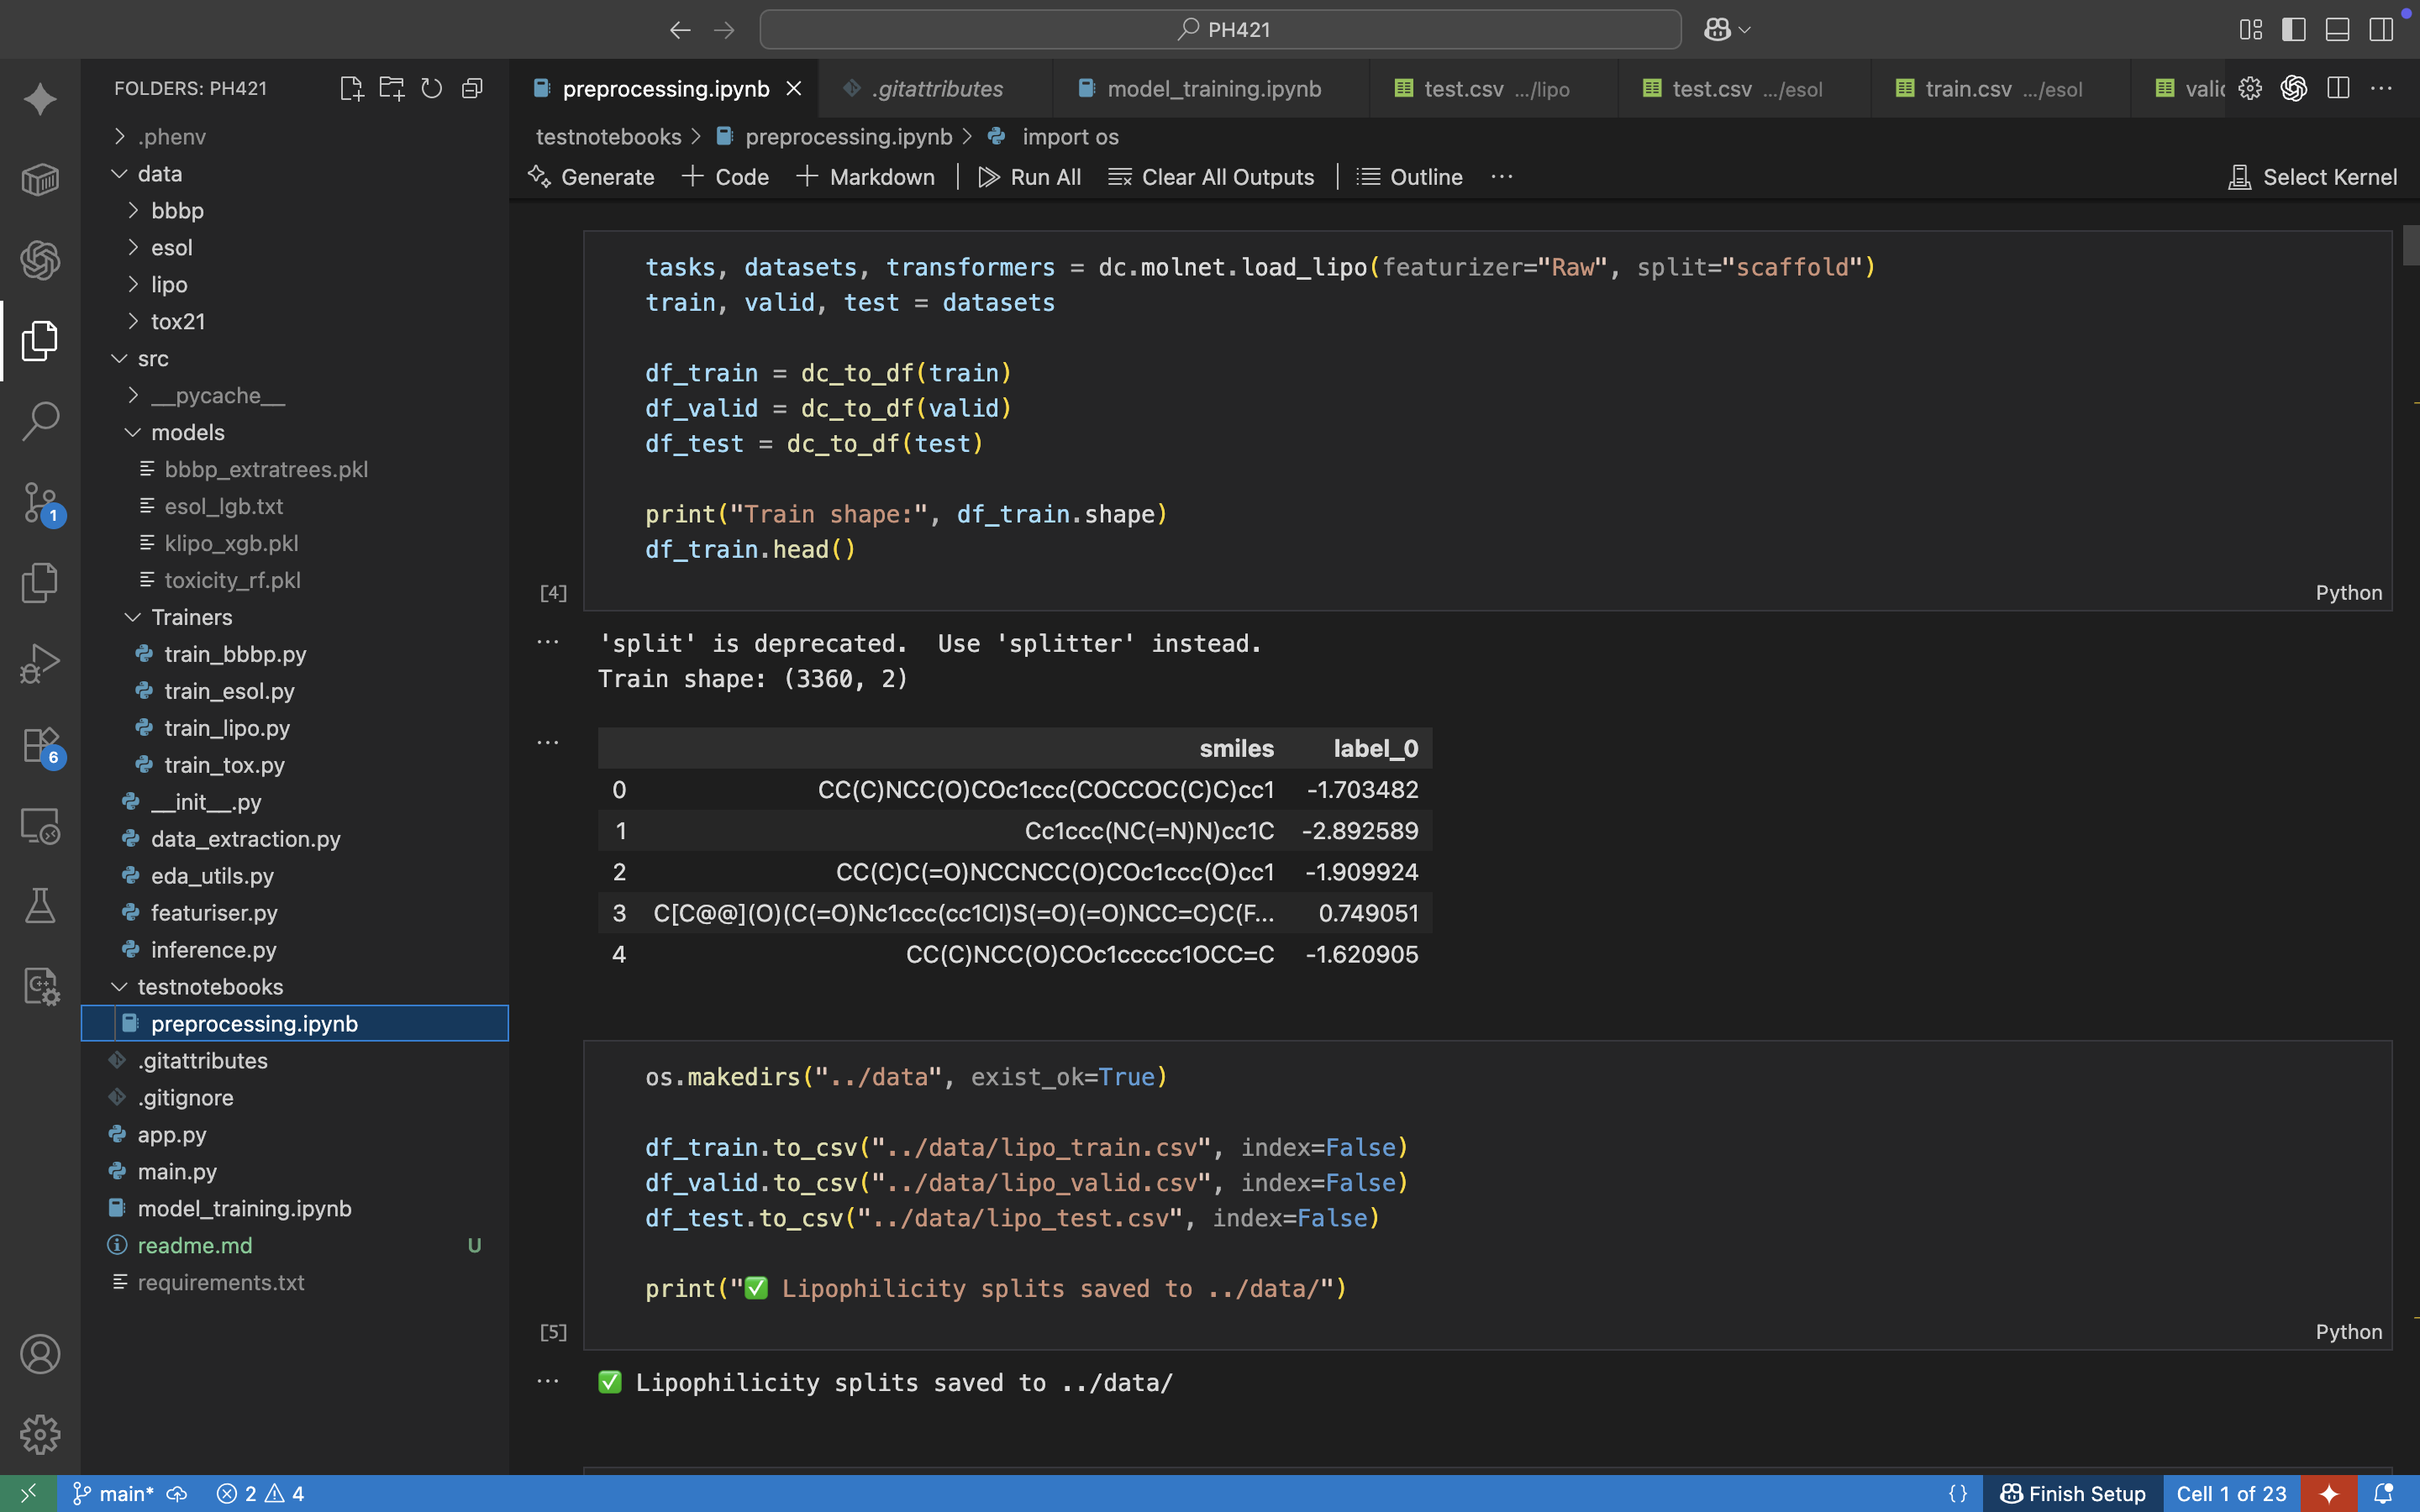 PH421
FOLDERS: PH421
.phenv
data
bbbp
esol
lipo
tox21
src
__pycache__
models
bbbp_extratrees.pkl
esol_lgb.txt
klipo_xgb.pkl
toxicity_rf.pkl
Trainers
train_bbbp.py
train_esol.py
train_lipo.py
train_tox.py
__init__.py
data_extraction.py
eda_utils.py
featuriser.py
inference.py
testnotebooks
preprocessing.ipynb
.gitattributes
.gitignore
app.py
main.py
model_training.ipynb
readme.md U
requirements.txt
1
6
preprocessing.ipynb .gitattributes model_training.ipynb test.csv .../lipo test.csv .../esol train.csv .../esol valid
testnotebooks > preprocessing.ipynb > import os
Generate + Code + Markdown Run All Clear All Outputs Outline ... Select Kernel
tasks, datasets, transformers = dc.molnet.load_lipo(featurizer="Raw", split="scaffold")
train, valid, test = datasets
df_train = dc_to_df(train)
df_valid = dc_to_df(valid)
df_test = dc_to_df(test)
print("Train shape:", df_train.shape)
df_train.head()
[4]
Python
'split' is deprecated.  Use 'splitter' instead.
Train shape: (3360, 2)
smiles label_0
0 CC(C)NCC(O)COc1ccc(COCCOC(C)C)cc1 -1.703482
1 Cc1ccc(NC(=N)N)cc1C -2.892589
2 CC(C)C(=O)NCCNCC(O)COc1ccc(O)cc1 -1.909924
3 C[C@@](O)(C(=O)Nc1ccc(cc1Cl)S(=O)(=O)NCC=C)C(F... 0.749051
4 CC(C)NCC(O)COc1ccccc1OCC=C -1.620905
os.makedirs("../data", exist_ok=True)
df_train.to_csv("../data/lipo_train.csv", index=False)
df_valid.to_csv("../data/lipo_valid.csv", index=False)
df_test.to_csv("../data/lipo_test.csv", index=False)
print("✅ Lipophilicity splits saved to ../data/")
[5]
Python
✅ Lipophilicity splits saved to ../data/
main* 2 4 {} Finish Setup Cell 1 of 23